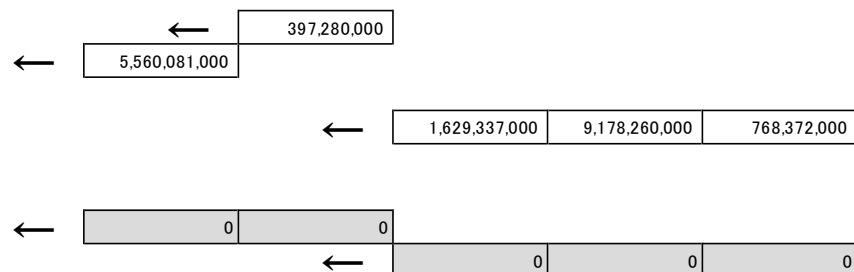 ← 397,280,000
← 5,560,081,000
← 1,629,337,000 9,178,260,000 768,372,000
← 0 0
← 0 0 0